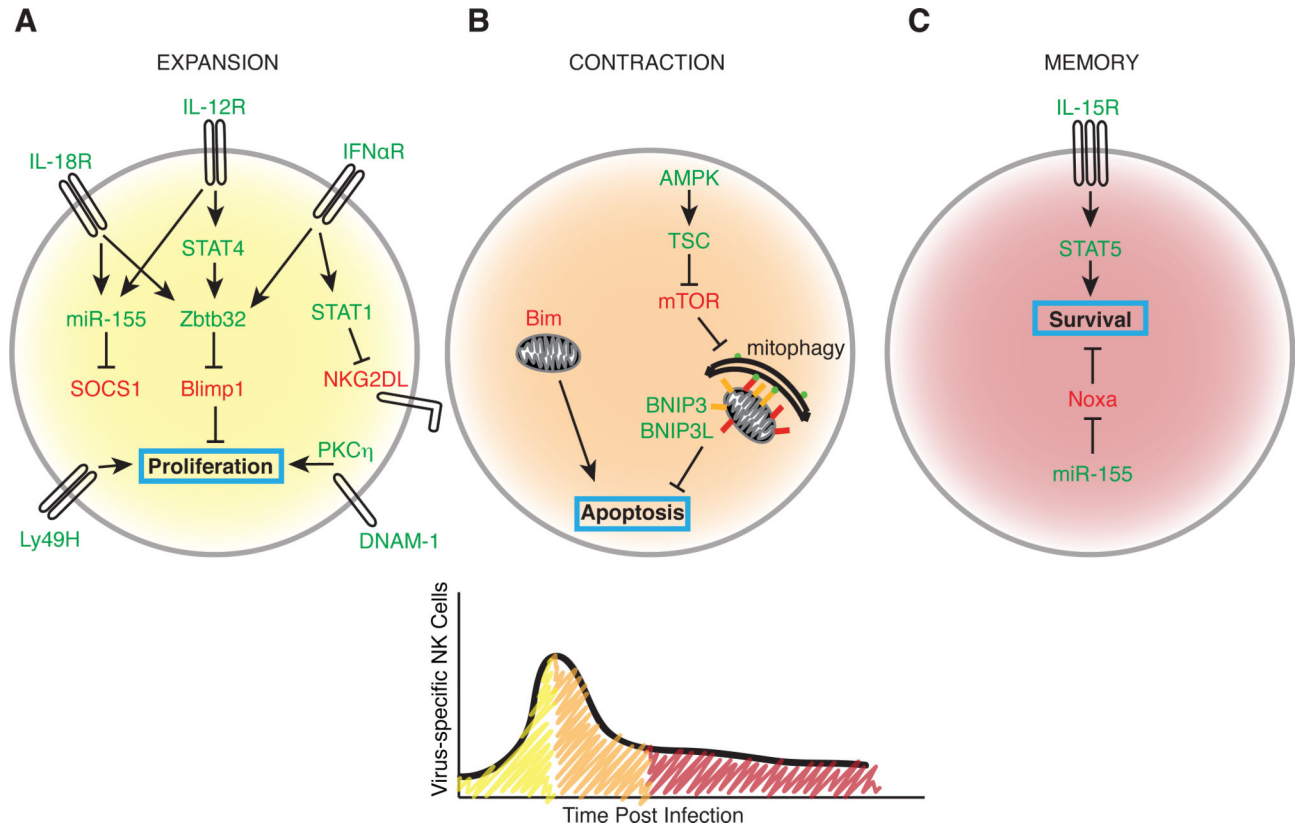 A
EXPANSION
IL-12R
IL-18R
IFNαR
STAT4
miR-155
Zbtb32
STAT1
SOCS1
Blimp1
NKG2DL
Proliferation
PKCη
Ly49H
DNAM-1
B
CONTRACTION
AMPK
TSC
mTOR
Bim
mitophagy
BNIP3
BNIP3L
Apoptosis
C
MEMORY
IL-15R
STAT5
Survival
Noxa
miR-155
Virus-specific NK Cells
Time Post Infection